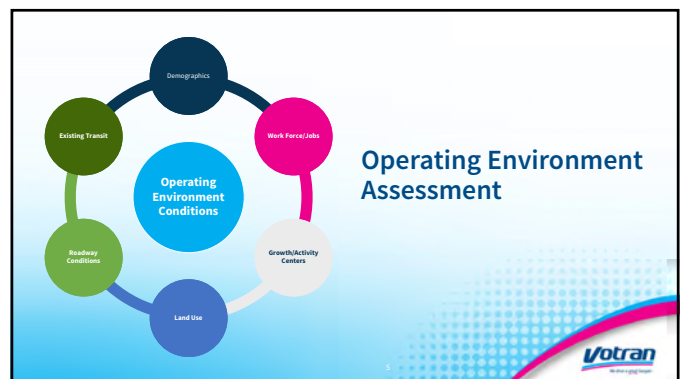 Demographics
Existing Transit
Work Force/Jobs
Operating
Environment
Conditions
Operating Environment
Assessment
Roadway
Conditions
Growth/Activity
Centers
Land Use
5
Votran